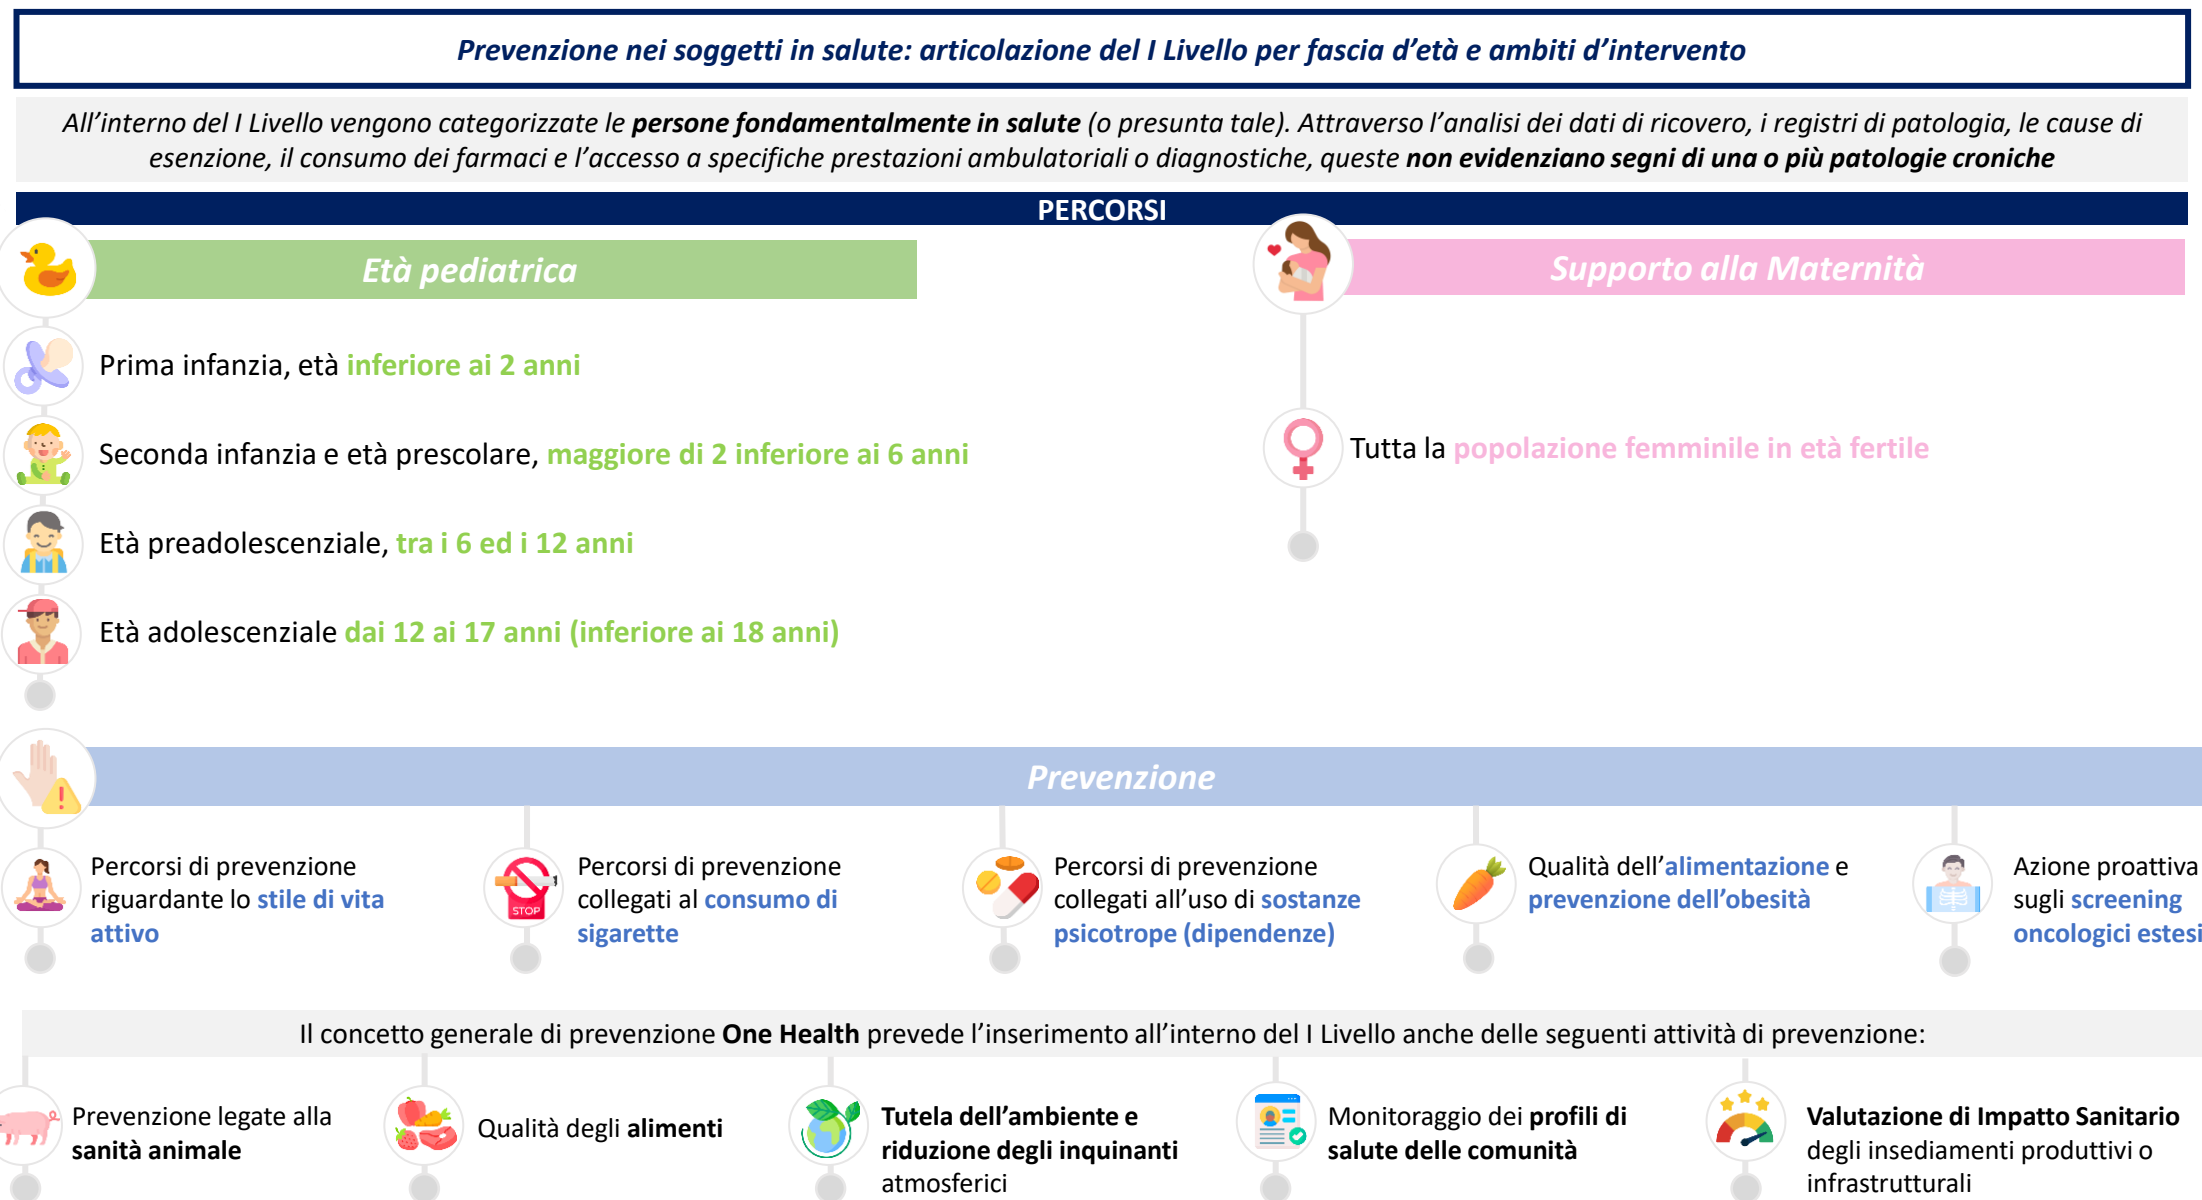 Prevenzione nei soggetti in salute: articolazione del I Livello per fascia d'età e ambiti d'intervento
All'interno del I Livello vengono categorizzate le persone fondamentalmente in salute (o presunta tale). Attraverso l'analisi dei dati di ricovero, i registri di patologia, le cause di
esenzione, il consumo dei farmaci e l'accesso a specifiche prestazioni ambulatoriali o diagnostiche, queste non evidenziano segni di una o più patologie croniche
PERCORSI
Età pediatrica
Prima infanzia, età inferiore ai 2 anni
Seconda infanzia e età prescolare, maggiore di 2 inferiore ai 6 anni
Età preadolescenziale, tra i 6 ed i 12 anni
Età adolescenziale dai 12 ai 17 anni (inferiore ai 18 anni)
Supporto alla Maternità
Tutta la popolazione femminile in età fertile
Prevenzione
Percorsi di prevenzione
riguardante lo stile di vita
attivo
STOP
Percorsi di prevenzione
collegati al consumo di
sigarette
Percorsi di prevenzione
collegati all'uso di sostanze
psicotrope (dipendenze)
Qualità dell'alimentazione e
prevenzione dell'obesità
Azione proattiva
sugli screening
oncologici estesi
Il concetto generale di prevenzione One Health prevede l'inserimento all'interno del I Livello anche delle seguenti attività di prevenzione:
Prevenzione legate alla
sanità animale
Qualità degli alimenti
Tutela dell'ambiente e
riduzione degli inquinanti
atmosferici
Monitoraggio dei profili di
salute delle comunità
Valutazione di Impatto Sanitario
degli insediamenti produttivi o
infrastrutturali